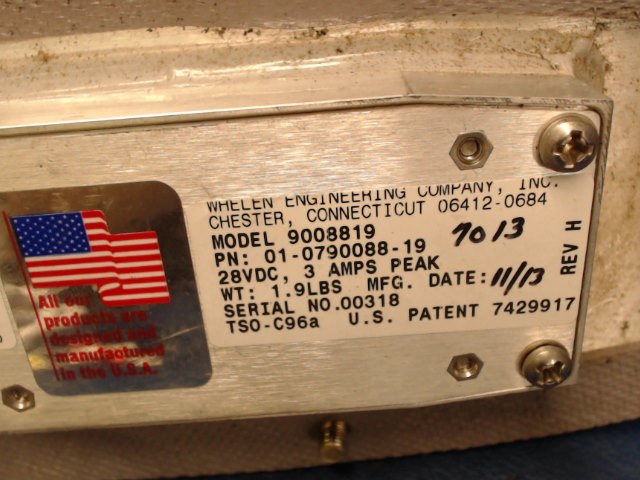 All our
products are
designed and
manufactured
in the U.S.A.
WHELEN ENGINEERING COMPANY, INC.
CHESTER, CONNECTICUT 06412-0684
MODEL 9008819
PN: 01-0790088-19 7013
28VDC, 3 AMPS PEAK
WT: 1.9LBS MFG. DATE: 11/13
SERIAL NO.00318
TSO-C96a U.S. PATENT 7429917
REV H